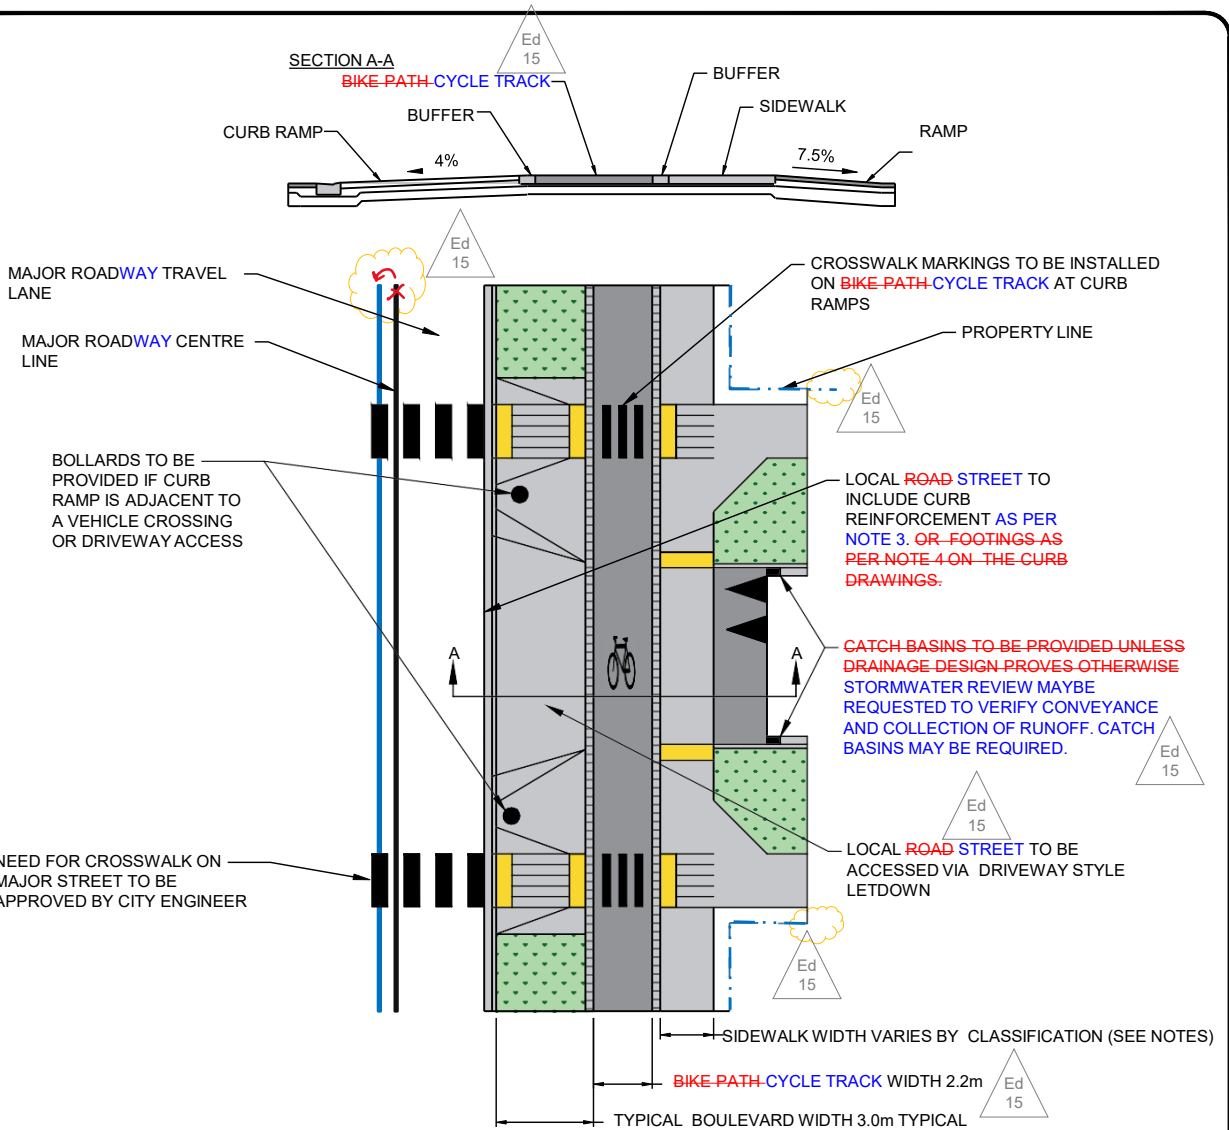 Ed
15
SECTION A-A
BIKE PATH CYCLE TRACK
BUFFER
BUFFER
SIDEWALK
CURB RAMP
RAMP
4%
7.5%
Ed
15
MAJOR ROADWAY TRAVEL
LANE
MAJOR ROADWAY CENTRE
LINE
CROSSWALK MARKINGS TO BE INSTALLED
ON BIKE PATH CYCLE TRACK AT CURB
RAMPS
PROPERTY LINE
Ed
15
BOLLARDS TO BE
PROVIDED IF CURB
RAMP IS ADJACENT TO
A VEHICLE CROSSING
OR DRIVEWAY ACCESS
LOCAL ROAD STREET TO
INCLUDE CURB
REINFORCEMENT AS PER
NOTE 3. OR FOOTINGS AS
PER NOTE 4 ON THE CURB
DRAWINGS.
A
A
CATCH BASINS TO BE PROVIDED UNLESS
DRAINAGE DESIGN PROVES OTHERWISE
STORMWATER REVIEW MAYBE
REQUESTED TO VERIFY CONVEYANCE
AND COLLECTION OF RUNOFF. CATCH
BASINS MAY BE REQUIRED.
Ed
15
Ed
15
LOCAL ROAD STREET TO BE
ACCESSED VIA DRIVEWAY STYLE
LETDOWN
NEED FOR CROSSWALK ON
MAJOR STREET TO BE
APPROVED BY CITY ENGINEER
Ed
15
SIDEWALK WIDTH VARIES BY CLASSIFICATION (SEE NOTES)
BIKE PATH CYCLE TRACK WIDTH 2.2m
Ed
15
TYPICAL BOULEVARD WIDTH 3.0m TYPICAL